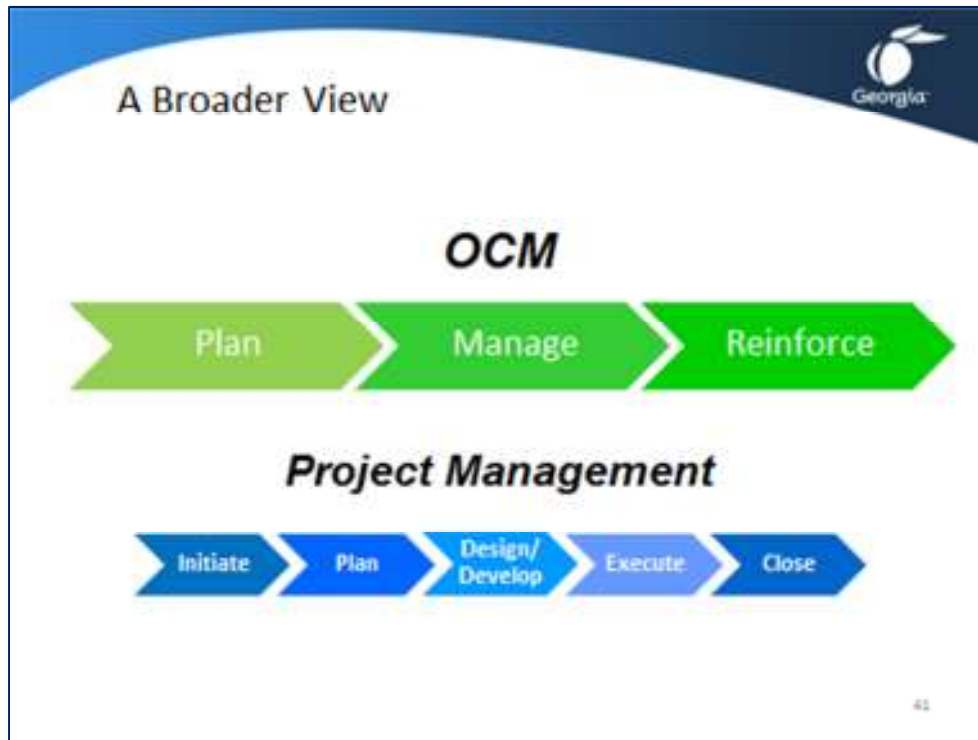 A Broader View
Georgia
OCM
Plan
Manage
Reinforce
Project Management
Initiate
Plan
Design/
Develop
Execute
Close
41